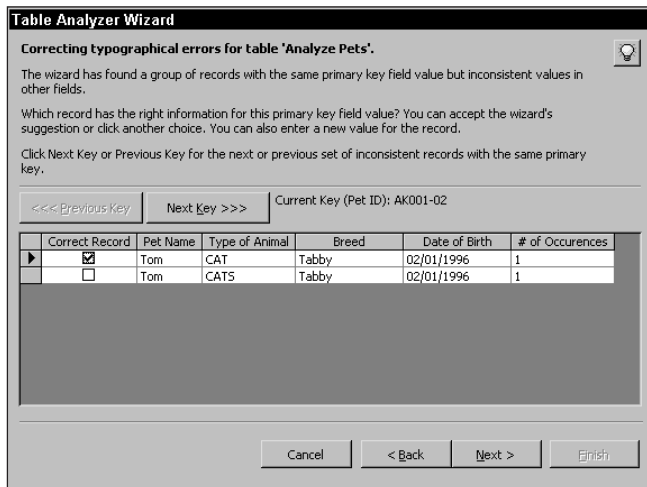 Table Analyzer Wizard
Correcting typographical errors for table 'Analyze Pets'.
The wizard has found a group of records with the same primary key field value but inconsistent values in
other fields.
Which record has the right information for this primary key field value? You can accept the wizard's
suggestion or click another choice. You can also enter a new value for the record.
Click Next Key or Previous Key for the next or previous set of inconsistent records with the same primary
key.
<<< Previous Key Next Key >>> Current Key (Pet ID): AK001-02
Correct Record Pet Name Type of Animal Breed Date of Birth # of Occurences
Tom CAT Tabby 02/01/1996 1
Tom CATS Tabby 02/01/1996 1
Cancel < Back Next > Finish